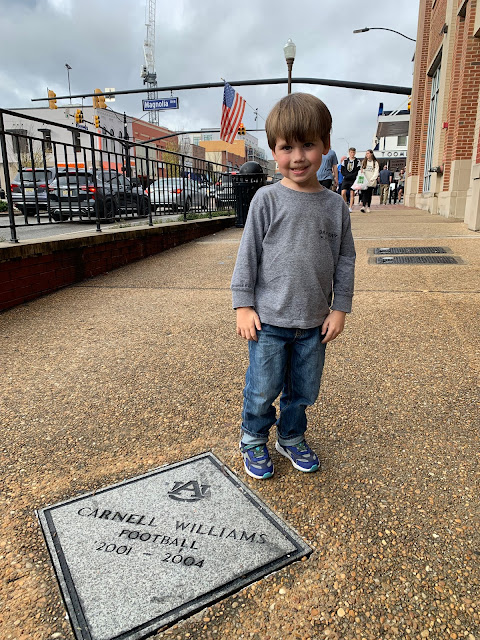 Magnolia
AU
CARNELL WILLIAMS
FOOTBALL
2001 - 2004